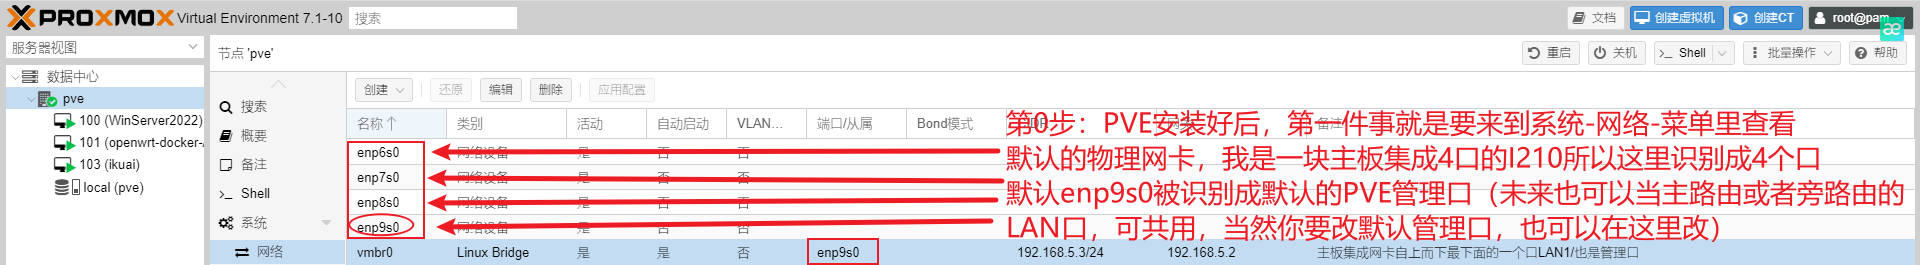 PROXMOX Virtual Environment 7.1-10 搜索 文档 创建虚拟机 创建CT root@pam
服务器视图
节点 'pve' 重启 关机 Shell 批量操作 帮助
数据中心
pve
100 (WinServer2022)
101 (openwrt-docker-
103 (ikuai)
local (pve)
搜索
概要
备注
Shell
系统
网络
创建 还原 编辑 删除 应用配置
名称 类别 活动 自动启动 VLAN... 端口/从属 Bond模式 备注
enp6s0 网络设备 是 否 否
enp7s0 网络设备 是 否 否
enp8s0 网络设备 是 否 否
enp9s0 网络设备 是 否 否
vmbr0 Linux Bridge 是 是 否 enp9s0 192.168.5.3/24 192.168.5.2 主板集成网卡自上而下最下面的一个口LAN1/也是管理口
第0步：PVE安装好后，第一件事就是要来到系统-网络-菜单里查看
默认的物理网卡，我是一块主板集成4口的I210所以这里识别成4个口
默认enp9s0被识别成默认的PVE管理口（未来也可以当主路由或者旁路由的
LAN口，可共用，当然你要改默认管理口，也可以在这里改）